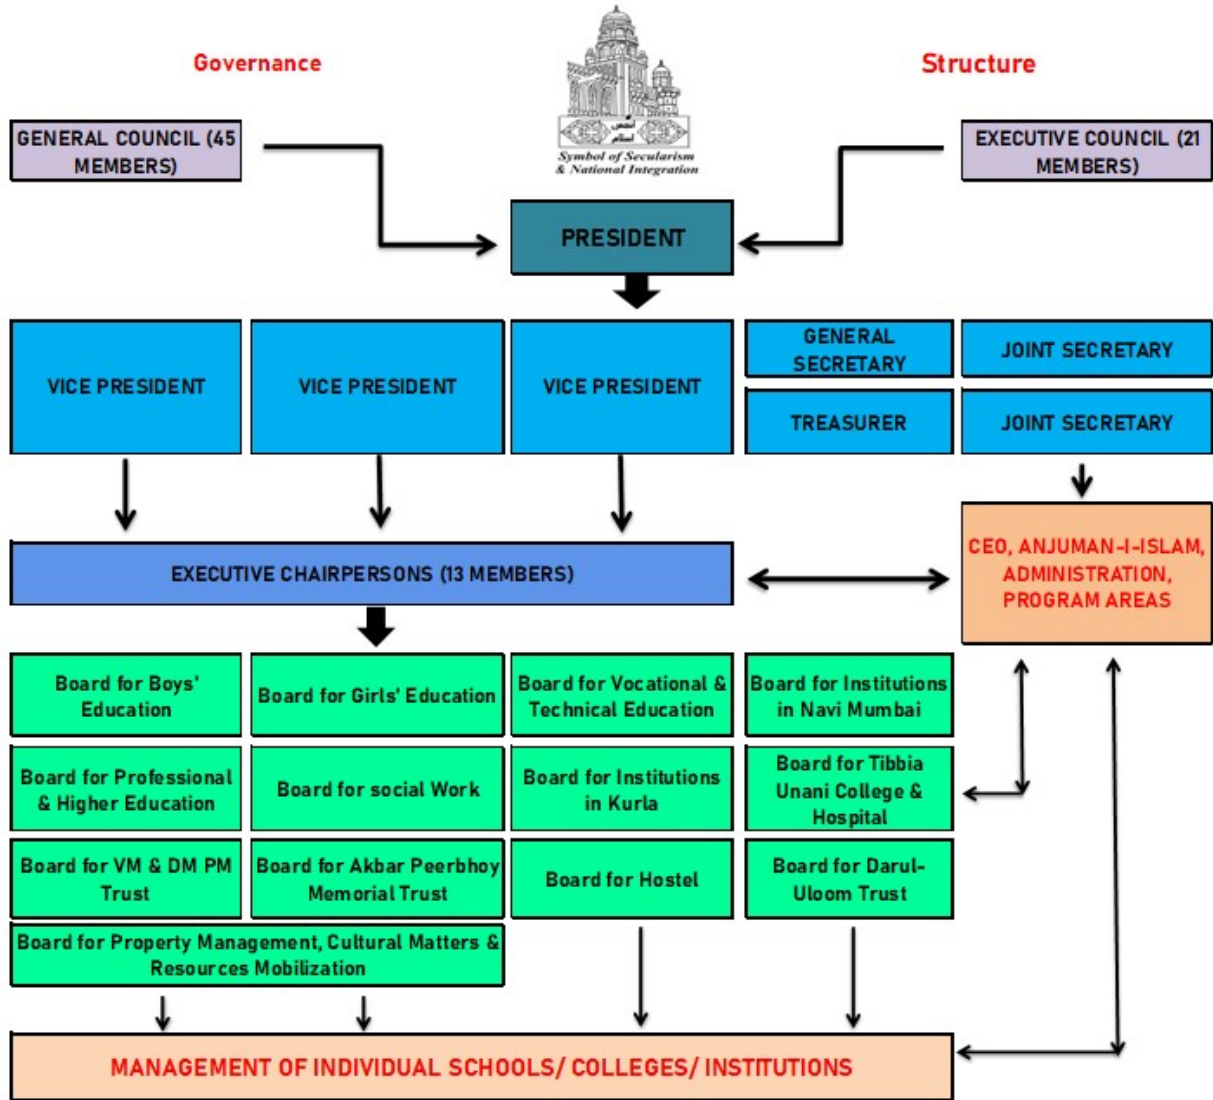 Governance
Structure
انجمن
اسلام
Symbol of Secularism
& National Integration
GENERAL COUNCIL (45
MEMBERS)
EXECUTIVE COUNCIL (21
MEMBERS)
PRESIDENT
VICE PRESIDENT
VICE PRESIDENT
VICE PRESIDENT
GENERAL
SECRETARY
JOINT SECRETARY
TREASURER
JOINT SECRETARY
EXECUTIVE CHAIRPERSONS (13 MEMBERS)
CEO, ANJUMAN-I-ISLAM,
ADMINISTRATION,
PROGRAM AREAS
Board for Boys'
Education
Board for Girls' Education
Board for Vocational &
Technical Education
Board for Institutions
in Navi Mumbai
Board for Professional
& Higher Education
Board for social Work
Board for Institutions
in Kurla
Board for Tibbia
Unani College &
Hospital
Board for VM & DM PM
Trust
Board for Akbar Peerbhoy
Memorial Trust
Board for Hostel
Board for Darul-
Uloom Trust
Board for Property Management, Cultural Matters &
Resources Mobilization
MANAGEMENT OF INDIVIDUAL SCHOOLS/ COLLEGES/ INSTITUTIONS